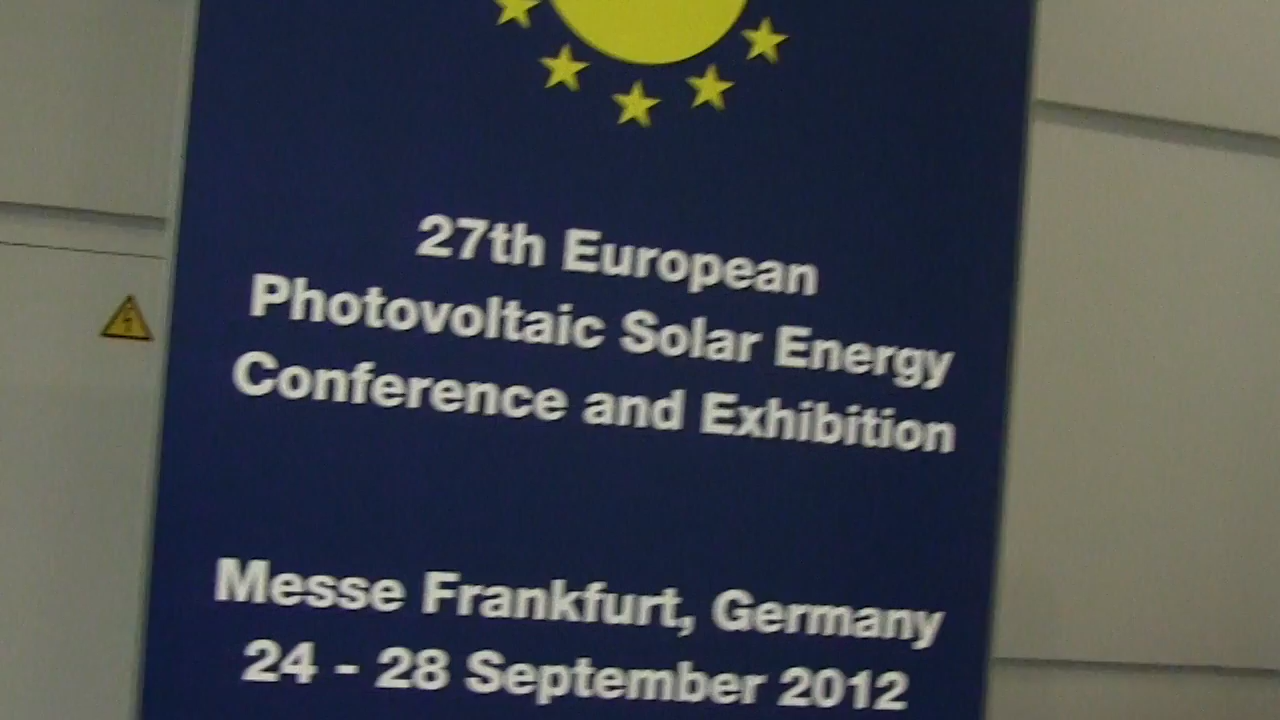 27th European
Photovoltaic Solar Energy
Conference and Exhibition
Messe Frankfurt, Germany
24 - 28 September 2012